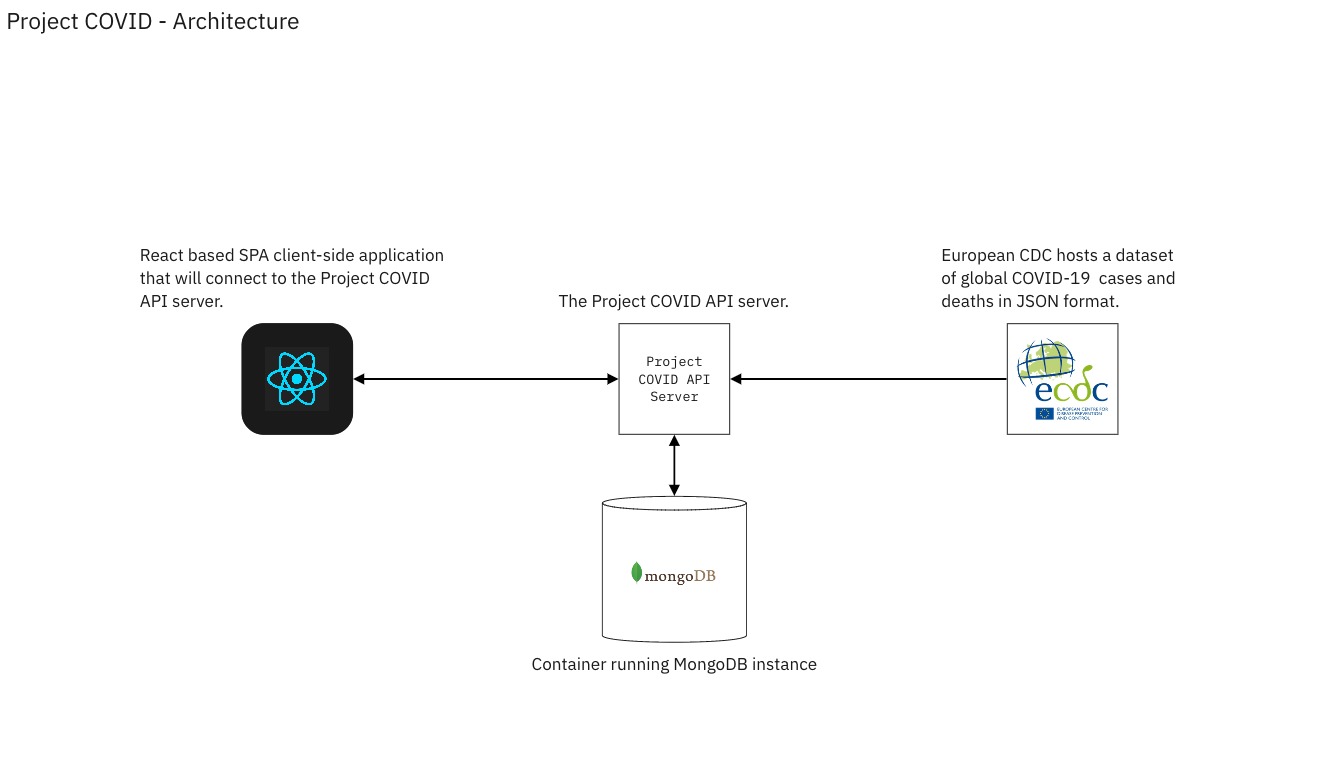 Project COVID - Architecture
React based SPA client-side application
that will connect to the Project COVID
API server.
The Project COVID API server.
European CDC hosts a dataset
of global COVID-19 cases and
deaths in JSON format.
Project
COVID API
Server
ecdc
EUROPEAN CENTRE FOR
DISEASE PREVENTION
AND CONTROL
mongoDB
Container running MongoDB instance